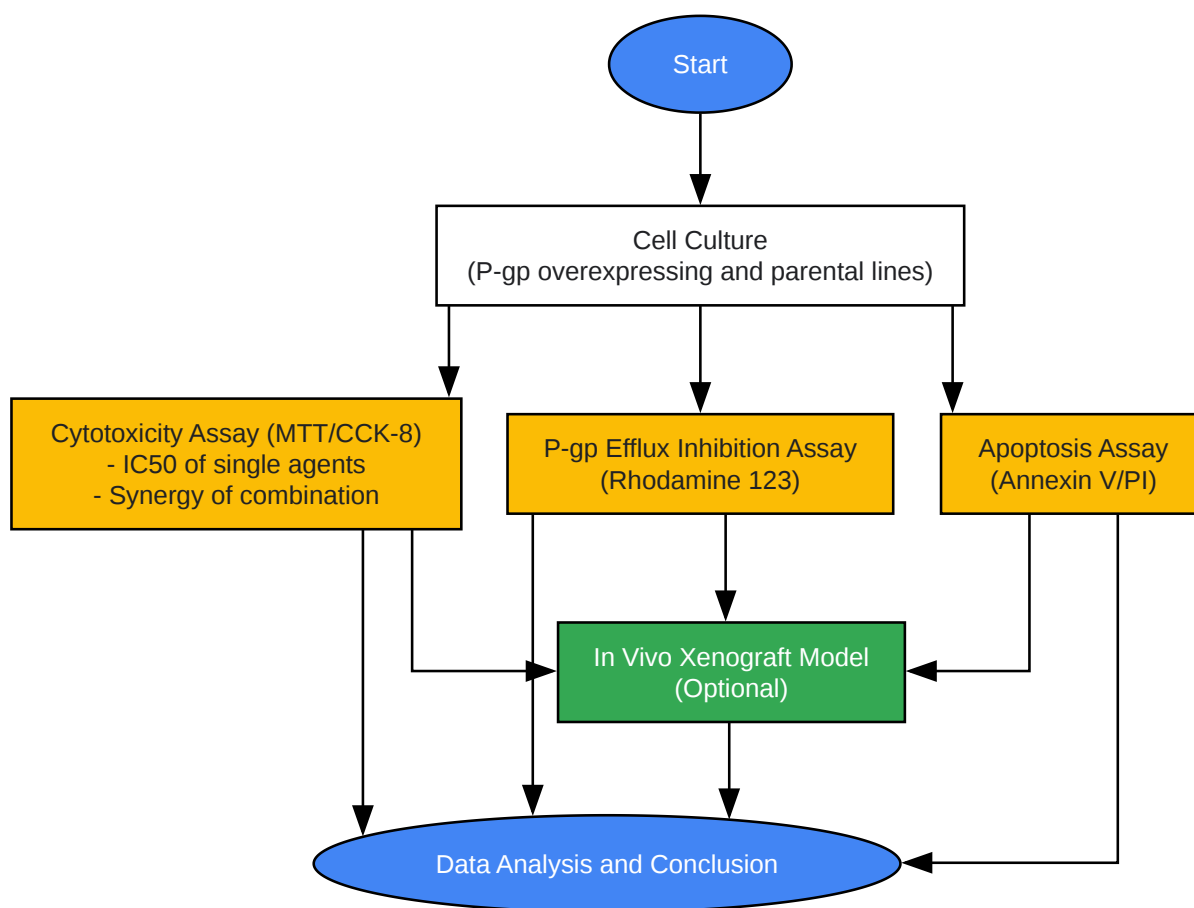 Start
Cell Culture
(P-gp overexpressing and parental lines)
Cytotoxicity Assay (MTT/CCK-8)
- IC50 of single agents
- Synergy of combination
P-gp Efflux Inhibition Assay
(Rhodamine 123)
Apoptosis Assay
(Annexin V/PI)
In Vivo Xenograft Model
(Optional)
Data Analysis and Conclusion